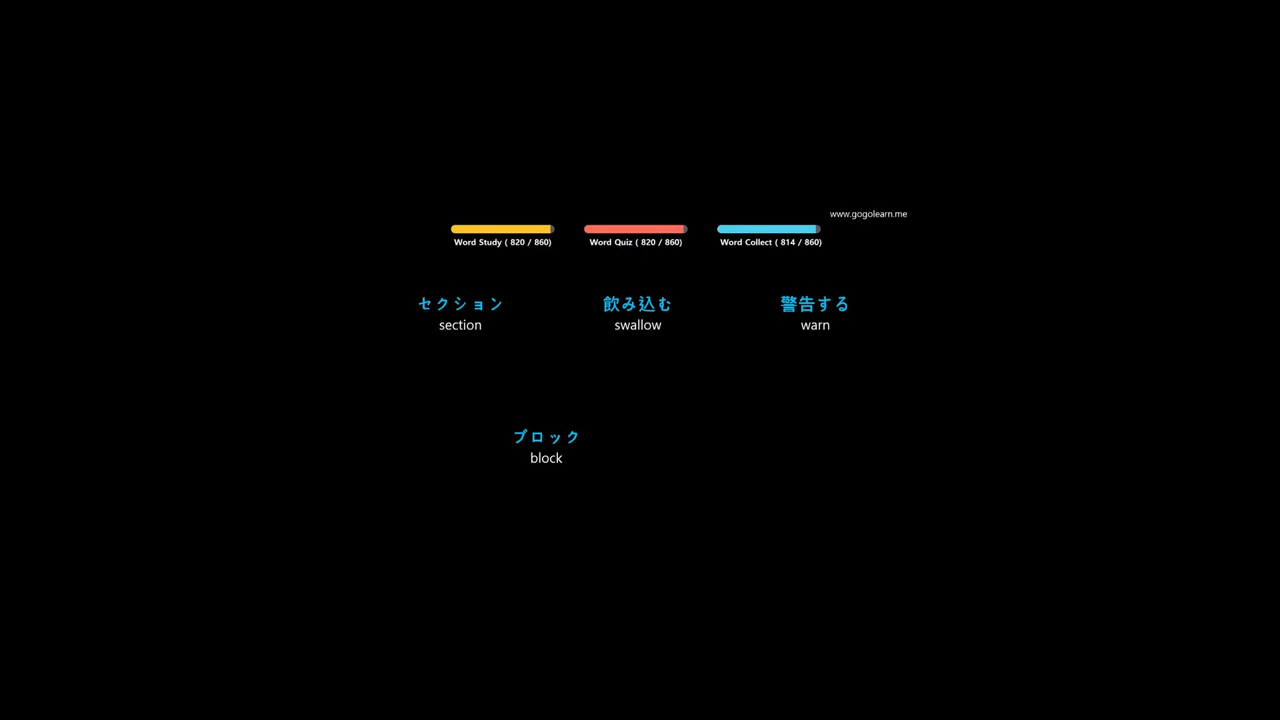 www.gogolearn.me
Word Study ( 820 / 860)
Word Quiz ( 820 / 860)
Word Collect ( 814 / 860)
セクション
section
飲み込む
swallow
警告する
warn
ブロック
block